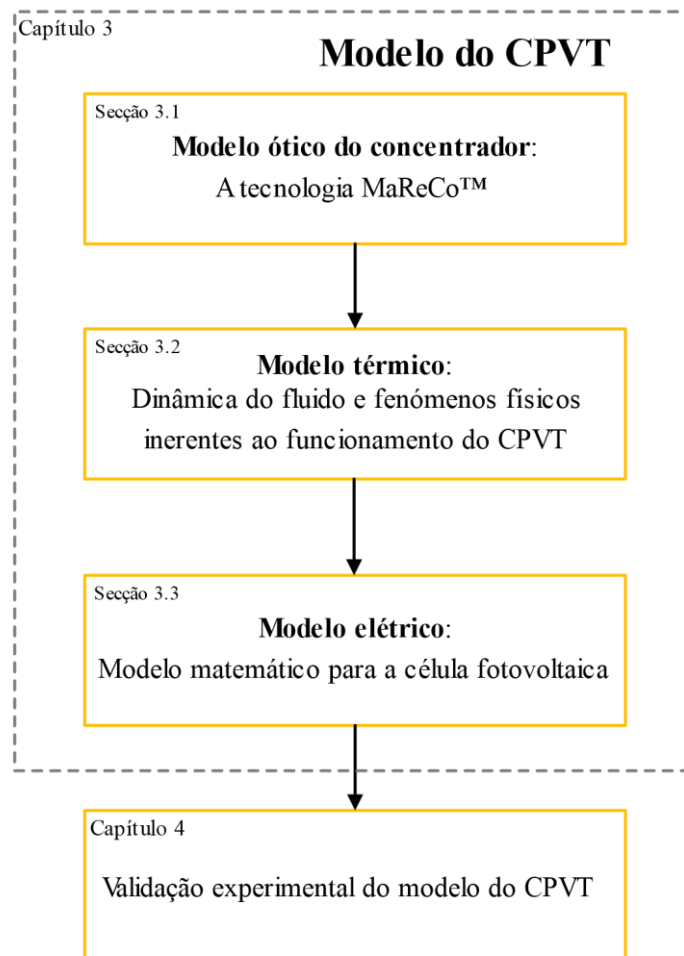 Capítulo 3
Modelo do CPVT
Secção 3.1
Modelo ótico do concentrador:
A tecnologia MaReCo™
Secção 3.2
Modelo térmico:
Dinâmica do fluido e fenómenos físicos
inerentes ao funcionamento do CPVT
Secção 3.3
Modelo elétrico:
Modelo matemático para a célula fotovoltaica
Capítulo 4
Validação experimental do modelo do CPVT